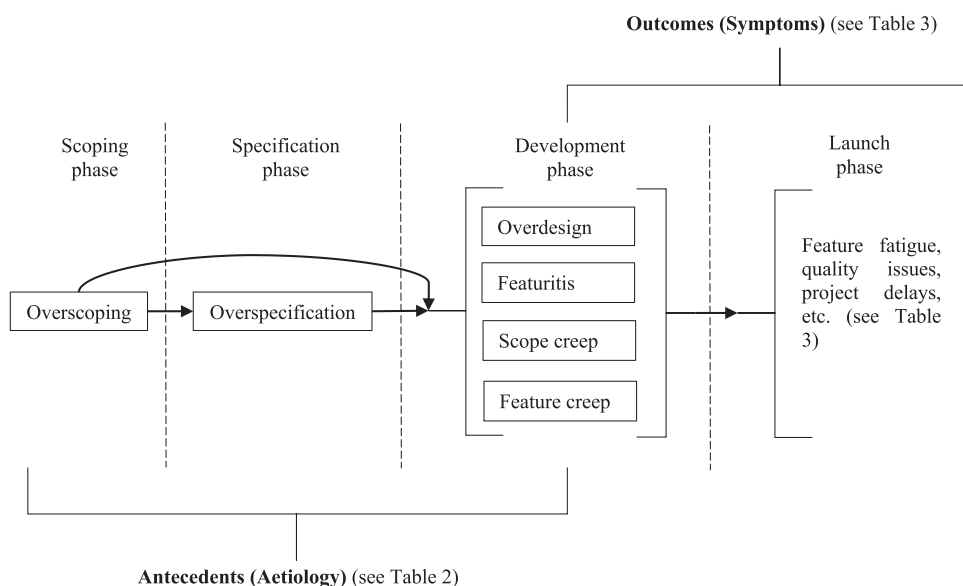 Outcomes (Symptoms) (see Table 3)
Scoping
phase
Specification
phase
Development
phase
Launch
phase
Overscoping
Overspecification
Overdesign
Featuritis
Scope creep
Feature creep
Feature fatigue,
quality issues,
project delays,
etc. (see Table
3)
Antecedents (Aetiology) (see Table 2)